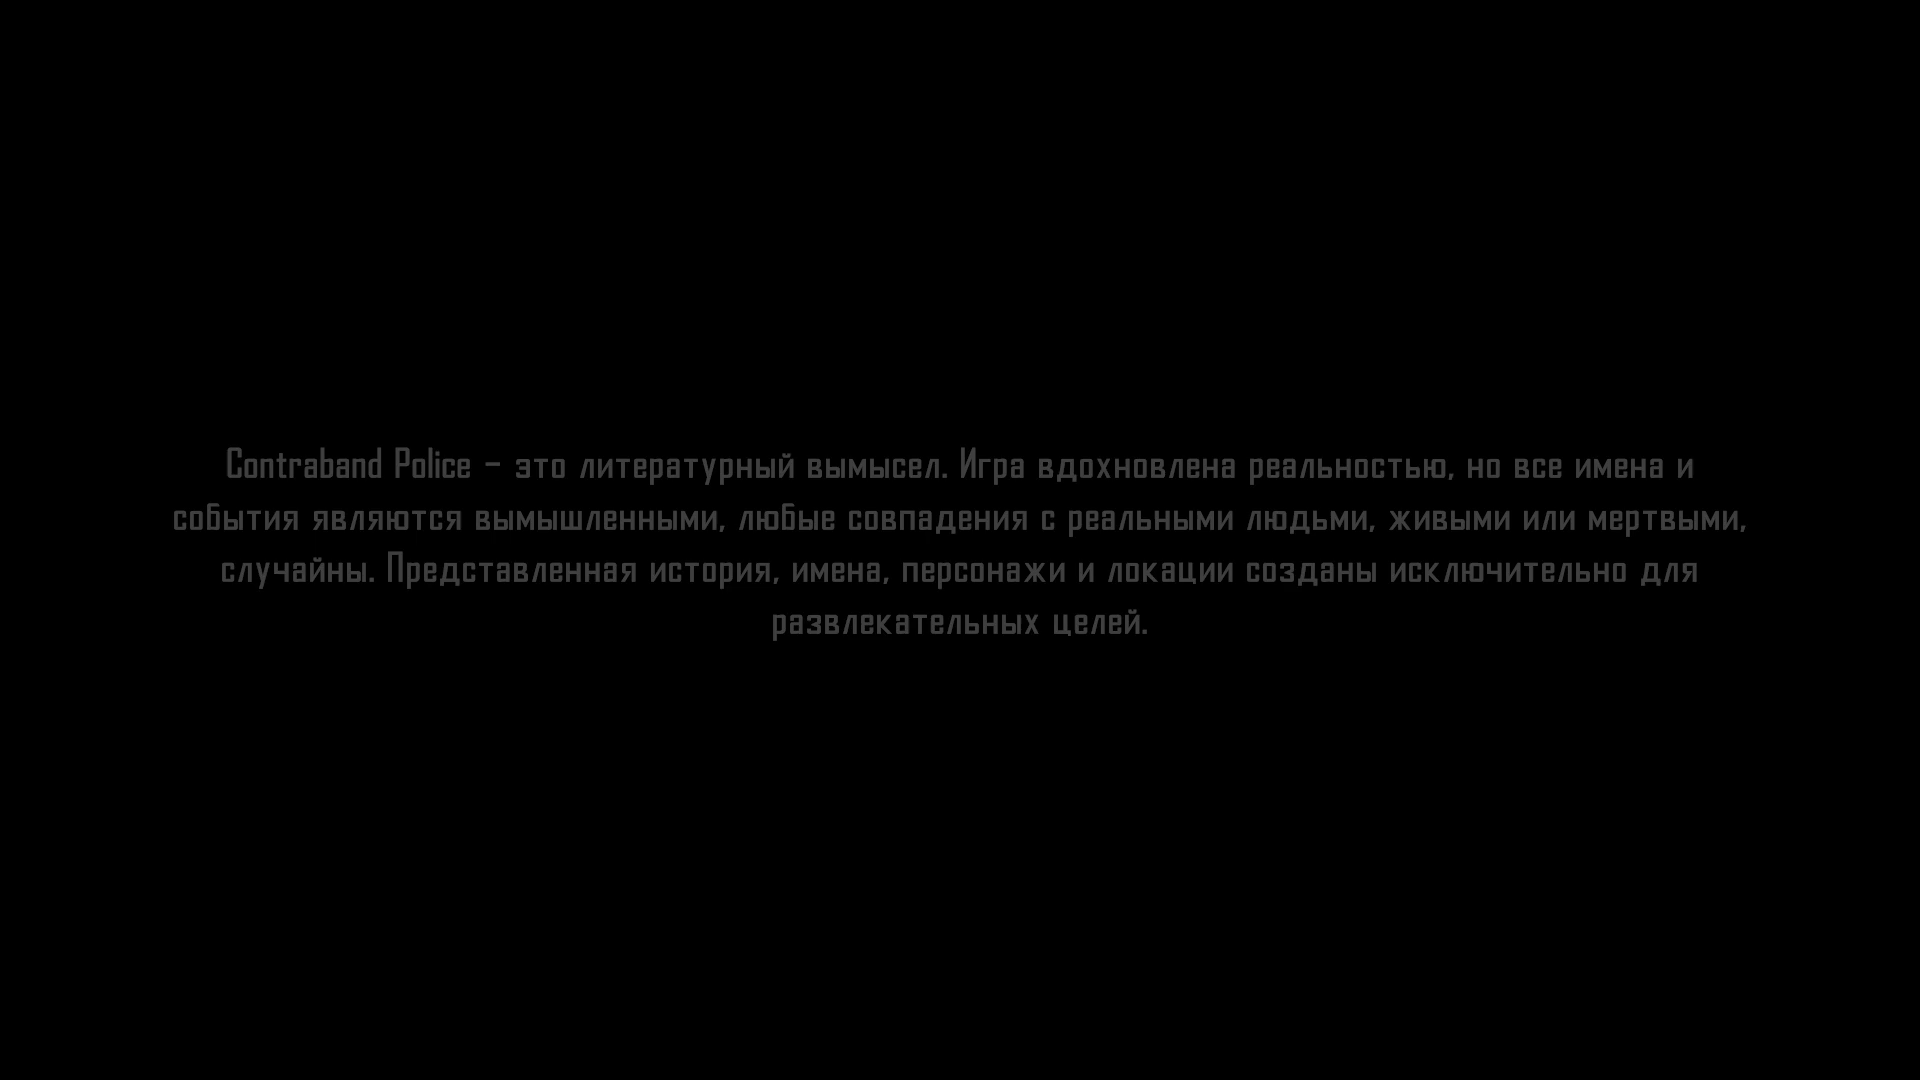 Contraband Police – это литературный вымысел. Игра вдохновлена реальностью, но все имена и
события являются вымышленными, любые совпадения с реальными людьми, живыми или мертвыми,
случайны. Представленная история, имена, персонажи и локации созданы исключительно для
развлекательных целей.